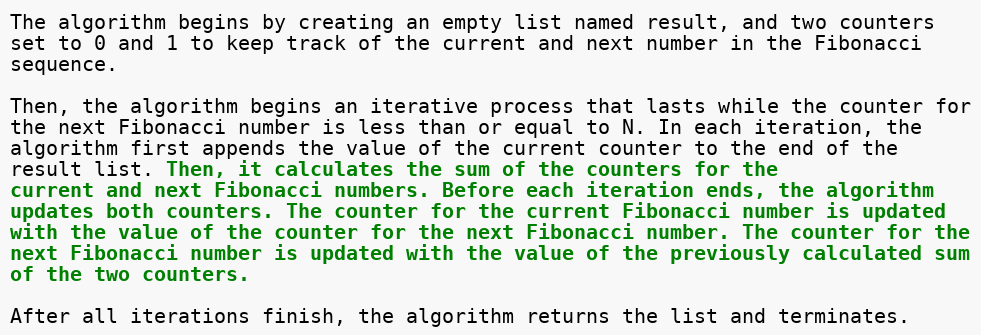 The algorithm begins by creating an empty list named result, and two counters
set to 0 and 1 to keep track of the current and next number in the Fibonacci
sequence.
Then, the algorithm begins an iterative process that lasts while the counter for
the next Fibonacci number is less than or equal to N. In each iteration, the
algorithm first appends the value of the current counter to the end of the
result list. Then, it calculates the sum of the counters for the
current and next Fibonacci numbers. Before each iteration ends, the algorithm
updates both counters. The counter for the current Fibonacci number is updated
with the value of the counter for the next Fibonacci number. The counter for the
next Fibonacci number is updated with the value of the previously calculated sum
of the two counters.
After all iterations finish, the algorithm returns the list and terminates.